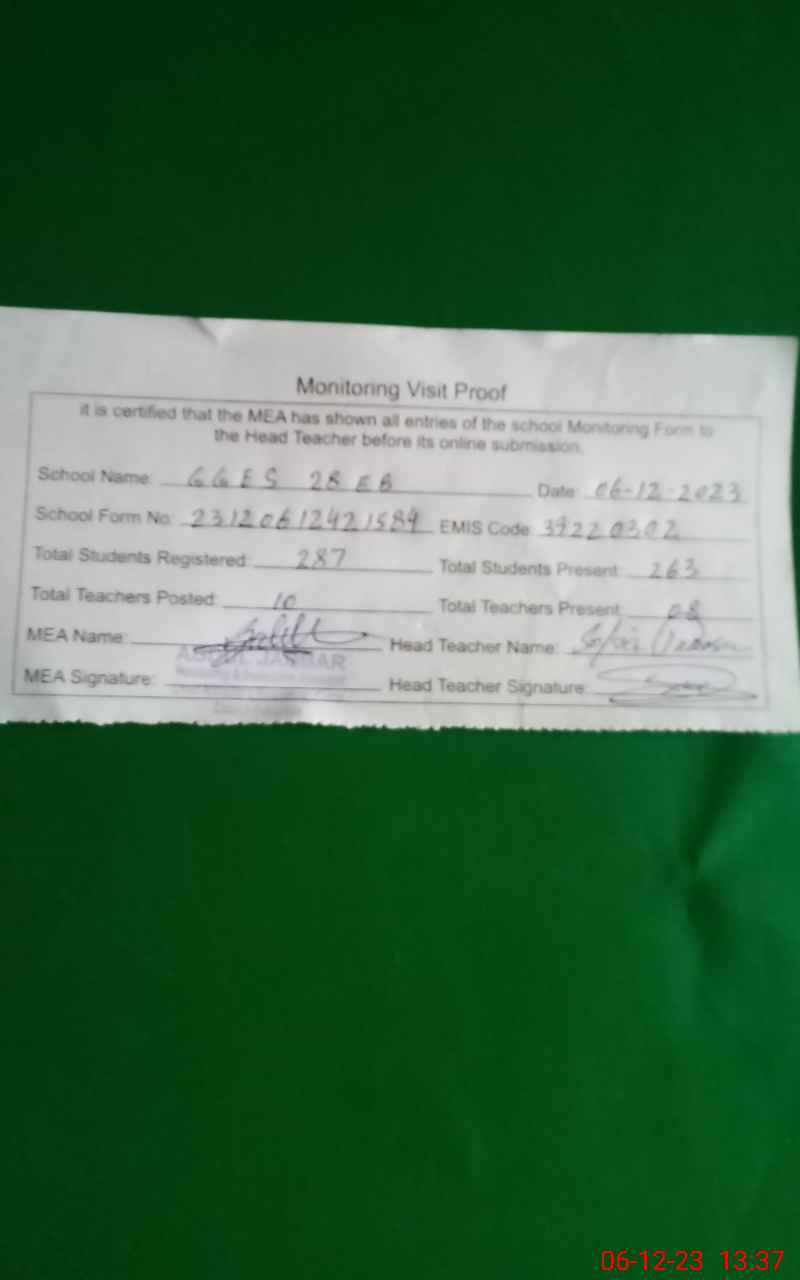 Monitoring Visit Proof
it is certified that the MEA has shown all entries of the school Monitoring Form to
the Head Teacher before its online submission.
School Name: GGES 28 EB Date: 06-12-2023
School Form No: 23120612421589 EMIS Code: 39220302
Total Students Registered: 287 Total Students Present: 263
Total Teachers Posted: 10 Total Teachers Present: 08
MEA Name: Head Teacher Name:
ABDUL JABBAR
MEA Signature: Head Teacher Signature:
06-12-23 13:37